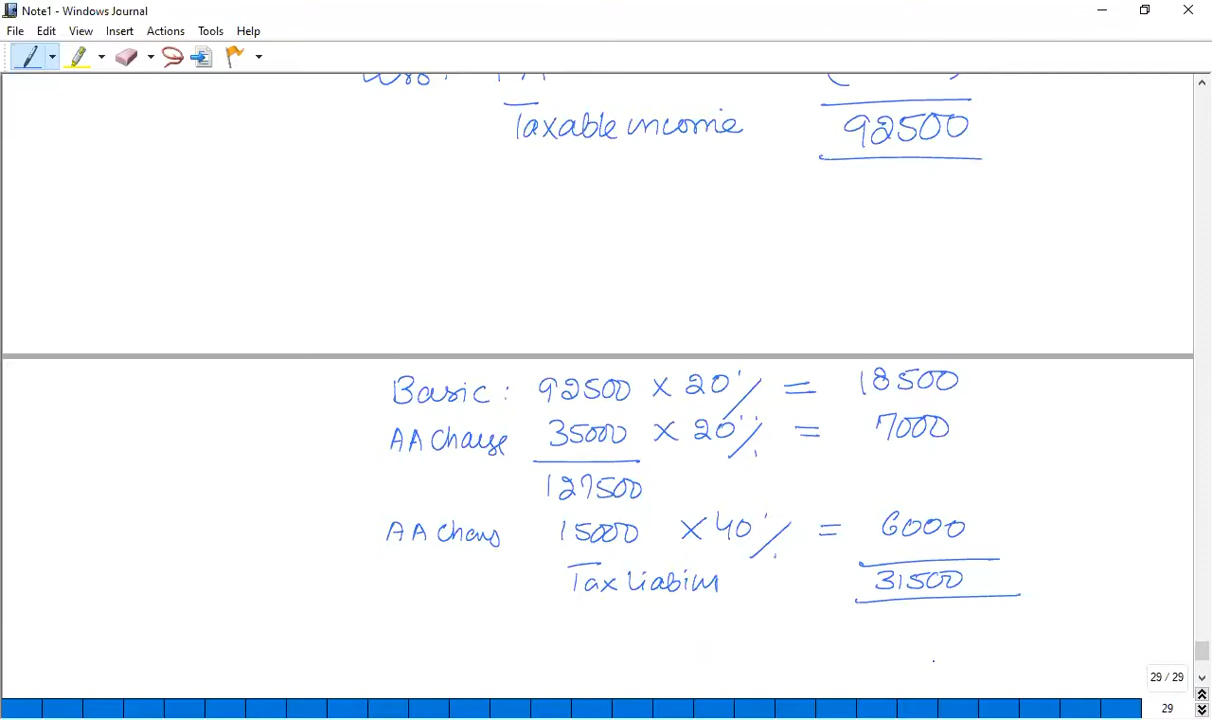 Note1 - Windows Journal
File Edit View Insert Actions Tools Help
Taxable income 92500
Basic : 92500 × 20% = 18500
AA Charge 35000 × 20% = 7000
127500
AA Charg 15000 × 40% = 6000
Tax liabim 31500
29 / 29
29